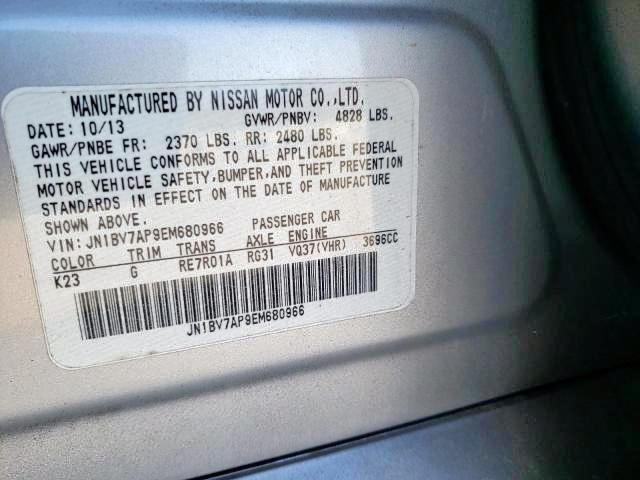 MANUFACTURED BY NISSAN MOTOR CO.,LTD.
DATE: 10/13 GVWR/PNBV: 4828 LBS.
GAWR/PNBE FR: 2370 LBS. RR: 2480 LBS.
THIS VEHICLE CONFORMS TO ALL APPLICABLE FEDERAL
MOTOR VEHICLE SAFETY,BUMPER,AND THEFT PREVENTION
STANDARDS IN EFFECT ON THE DATE OF MANUFACTURE
SHOWN ABOVE.
VIN: JN1BV7AP9EM680966 PASSENGER CAR
COLOR TRIM TRANS AXLE ENGINE
K23 G RE7R01A RG31 VQ37(VHR) 3696CC
JN1BV7AP9EM680966